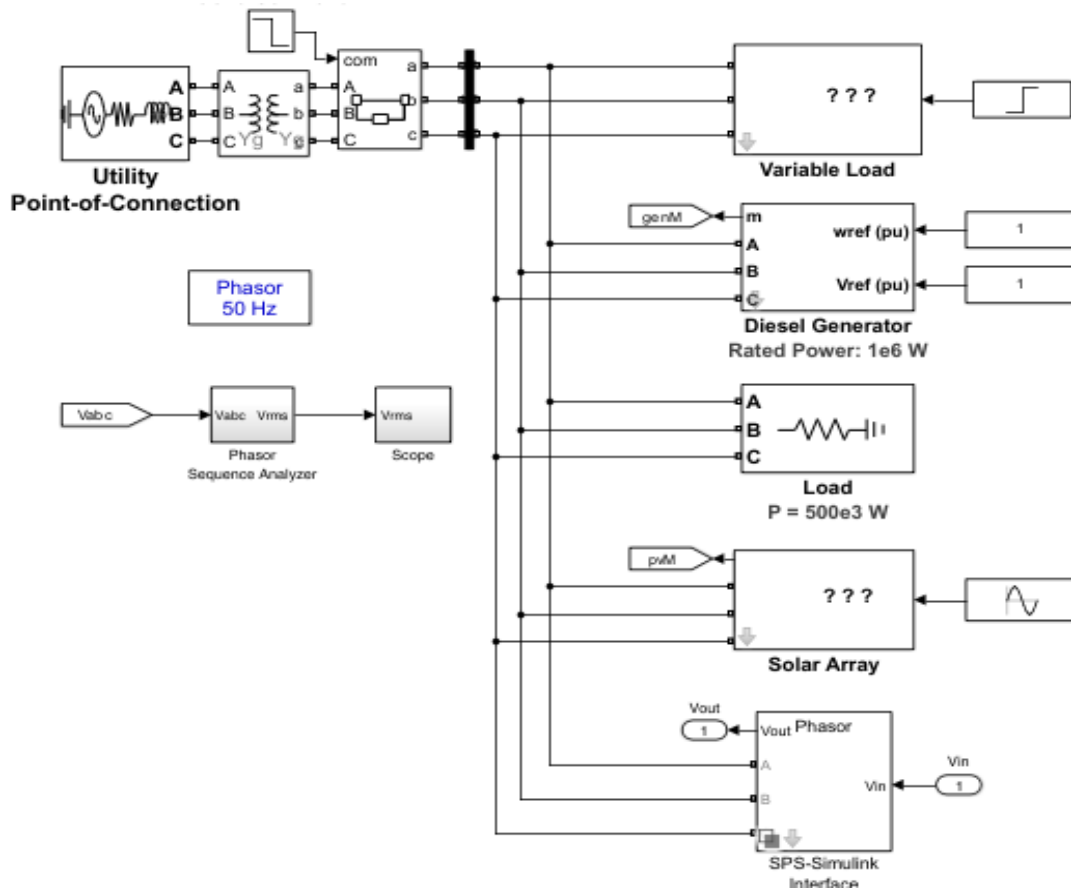 com
A
B
C
A
B
C
Yg
Yg
a
b
c
A
B
C
a
b
c
Utility
Point-of-Connection
? ? ?
Variable Load
genM
m
A
B
C
wref (pu)
Vref (pu)
1
1
Diesel Generator
Rated Power: 1e6 W
Phasor
50 Hz
Vabc
Vabc Vrms
Vrms
Phasor
Sequence Analyzer
Scope
A
B
C
Load
P = 500e3 W
pvM
? ? ?
Solar Array
Vout
1
Vout
Phasor
A
B
Vin
Vin
1
SPS-Simulink
Interface